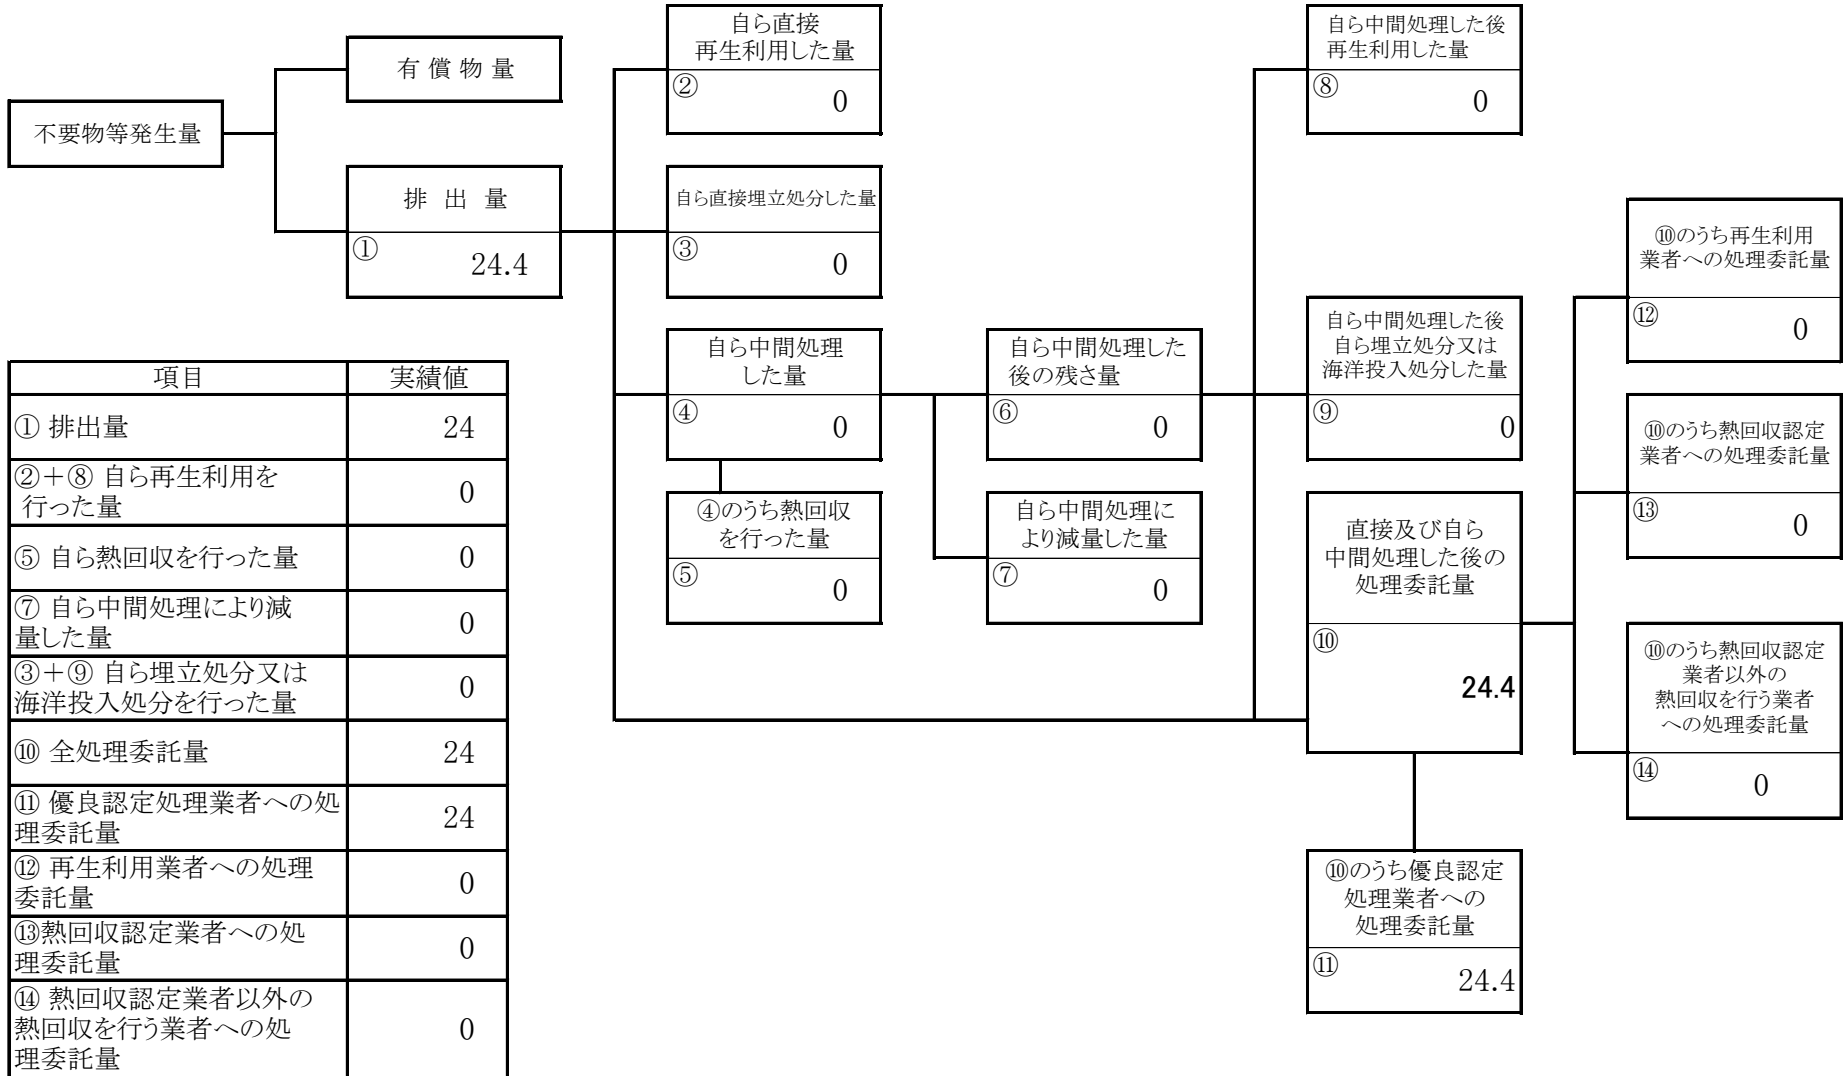 不要物等発生量
有 償 物 量
排 出 量
①
24.4
自ら直接
再生利用した量
②
0
自ら直接埋立処分した量
③
0
自ら中間処理
した量
④
0
④のうち熱回収
を行った量
⑤
0
自ら中間処理した
後の残さ量
⑥
0
自ら中間処理に
より減量した量
⑦
0
自ら中間処理した後
再生利用した量
⑧
0
自ら中間処理した後
自ら埋立処分又は
海洋投入処分した量
⑨
0
直接及び自ら
中間処理した後の
処理委託量
⑩
24.4
⑩のうち優良認定
処理業者への
処理委託量
⑪
24.4
⑩のうち再生利用
業者への処理委託量
⑫
0
⑩のうち熱回収認定
業者への処理委託量
⑬
0
⑩のうち熱回収認定
業者以外の
熱回収を行う業者
への処理委託量
⑭
0
項目 実績値
① 排出量 24
②+⑧ 自ら再生利用を
行った量 0
⑤ 自ら熱回収を行った量 0
⑦ 自ら中間処理により減
量した量 0
③+⑨ 自ら埋立処分又は
海洋投入処分を行った量 0
⑩ 全処理委託量 24
⑪ 優良認定処理業者への処
理委託量 24
⑫ 再生利用業者への処理
委託量 0
⑬熱回収認定業者への処
理委託量 0
⑭ 熱回収認定業者以外の
熱回収を行う業者への処
理委託量 0